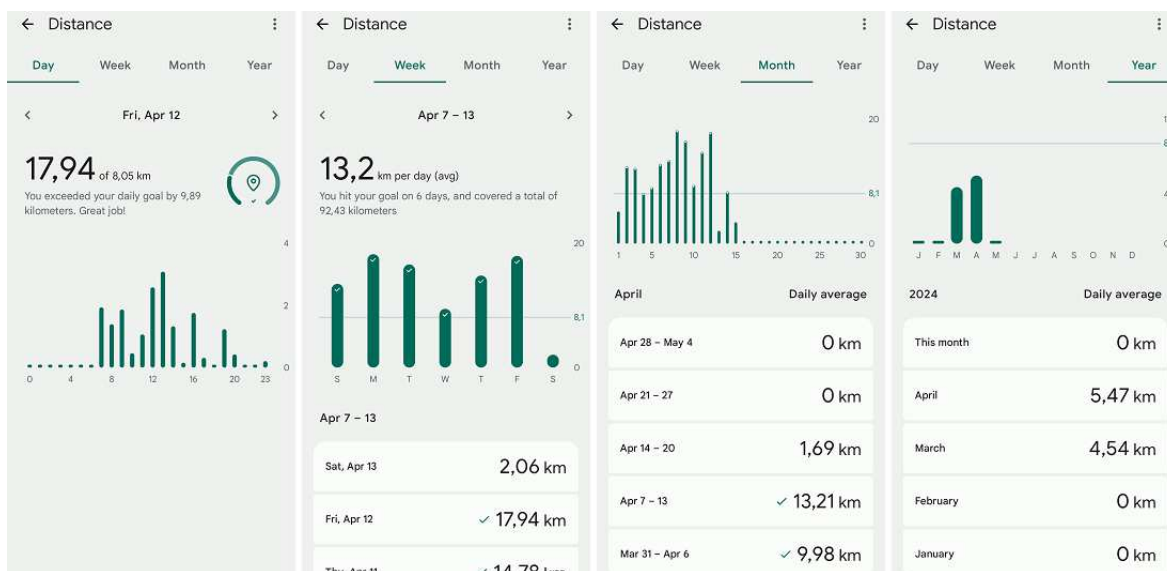 Distance
Day Week Month Year
Fri, Apr 12
17,94 of 8,05 km
You exceeded your daily goal by 9,89
kilometers. Great job!
4
2
0
0 4 8 12 16 20 23
Distance
Day Week Month Year
Apr 7 – 13
13,2 km per day (avg)
You hit your goal on 6 days, and covered a total of
92,43 kilometers
20
8,1
0
S M T W T F S
Apr 7 – 13
Sat, Apr 13 2,06 km
Fri, Apr 12 17,94 km
Thu, Apr 11 14,78 km
Distance
Day Week Month Year
20
8,1
0
1 5 10 15 20 25 30
April Daily average
Apr 28 – May 4 0 km
Apr 21 – 27 0 km
Apr 14 – 20 1,69 km
Apr 7 – 13 13,21 km
Mar 31 – Apr 6 9,98 km
Distance
Day Week Month Year
J F M A M J J A S O N D
2024 Daily average
This month 0 km
April 5,47 km
March 4,54 km
February 0 km
January 0 km